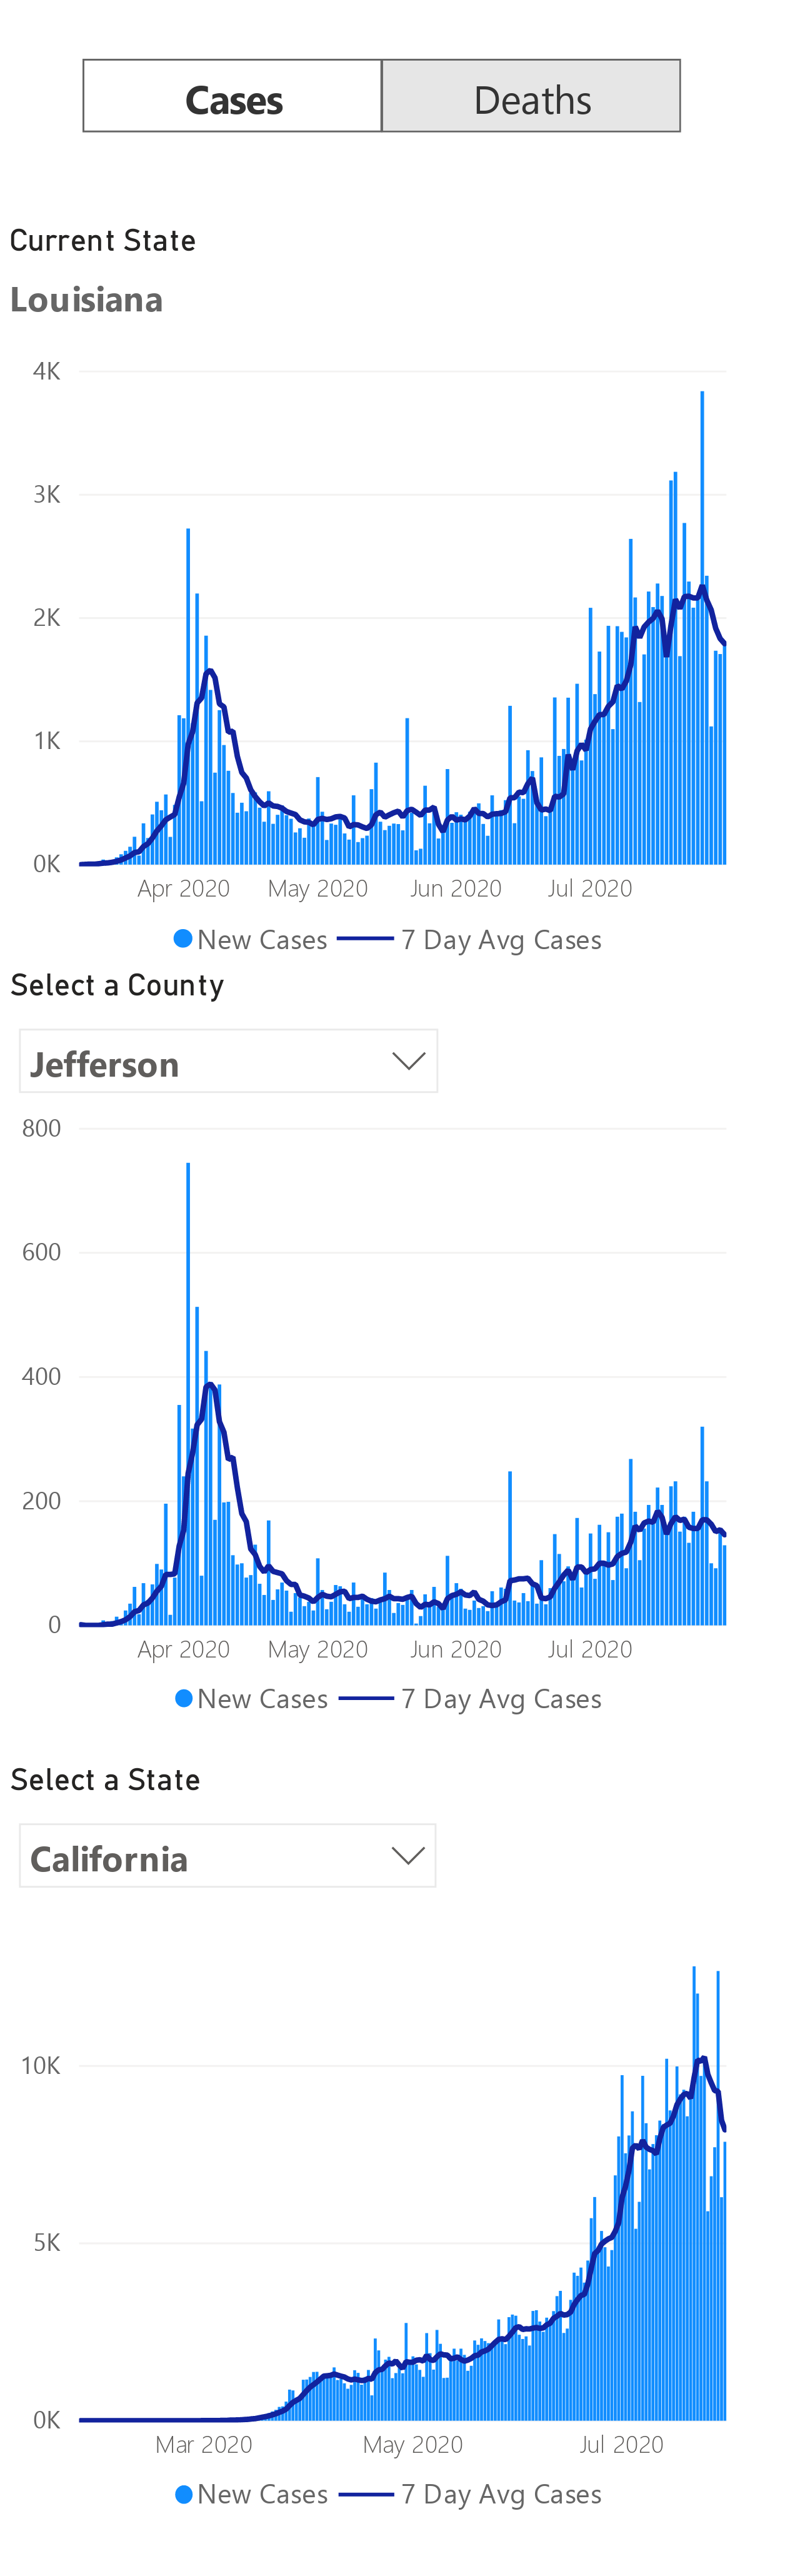 Cases Deaths
Current State
Louisiana
4K
3K
2K
1K
0K
Apr 2020 May 2020 Jun 2020 Jul 2020
New Cases 7 Day Avg Cases
Select a County
Jefferson
800
600
400
200
0
Apr 2020 May 2020 Jun 2020 Jul 2020
New Cases 7 Day Avg Cases
Select a State
California
10K
5K
0K
Mar 2020 May 2020 Jul 2020
New Cases 7 Day Avg Cases